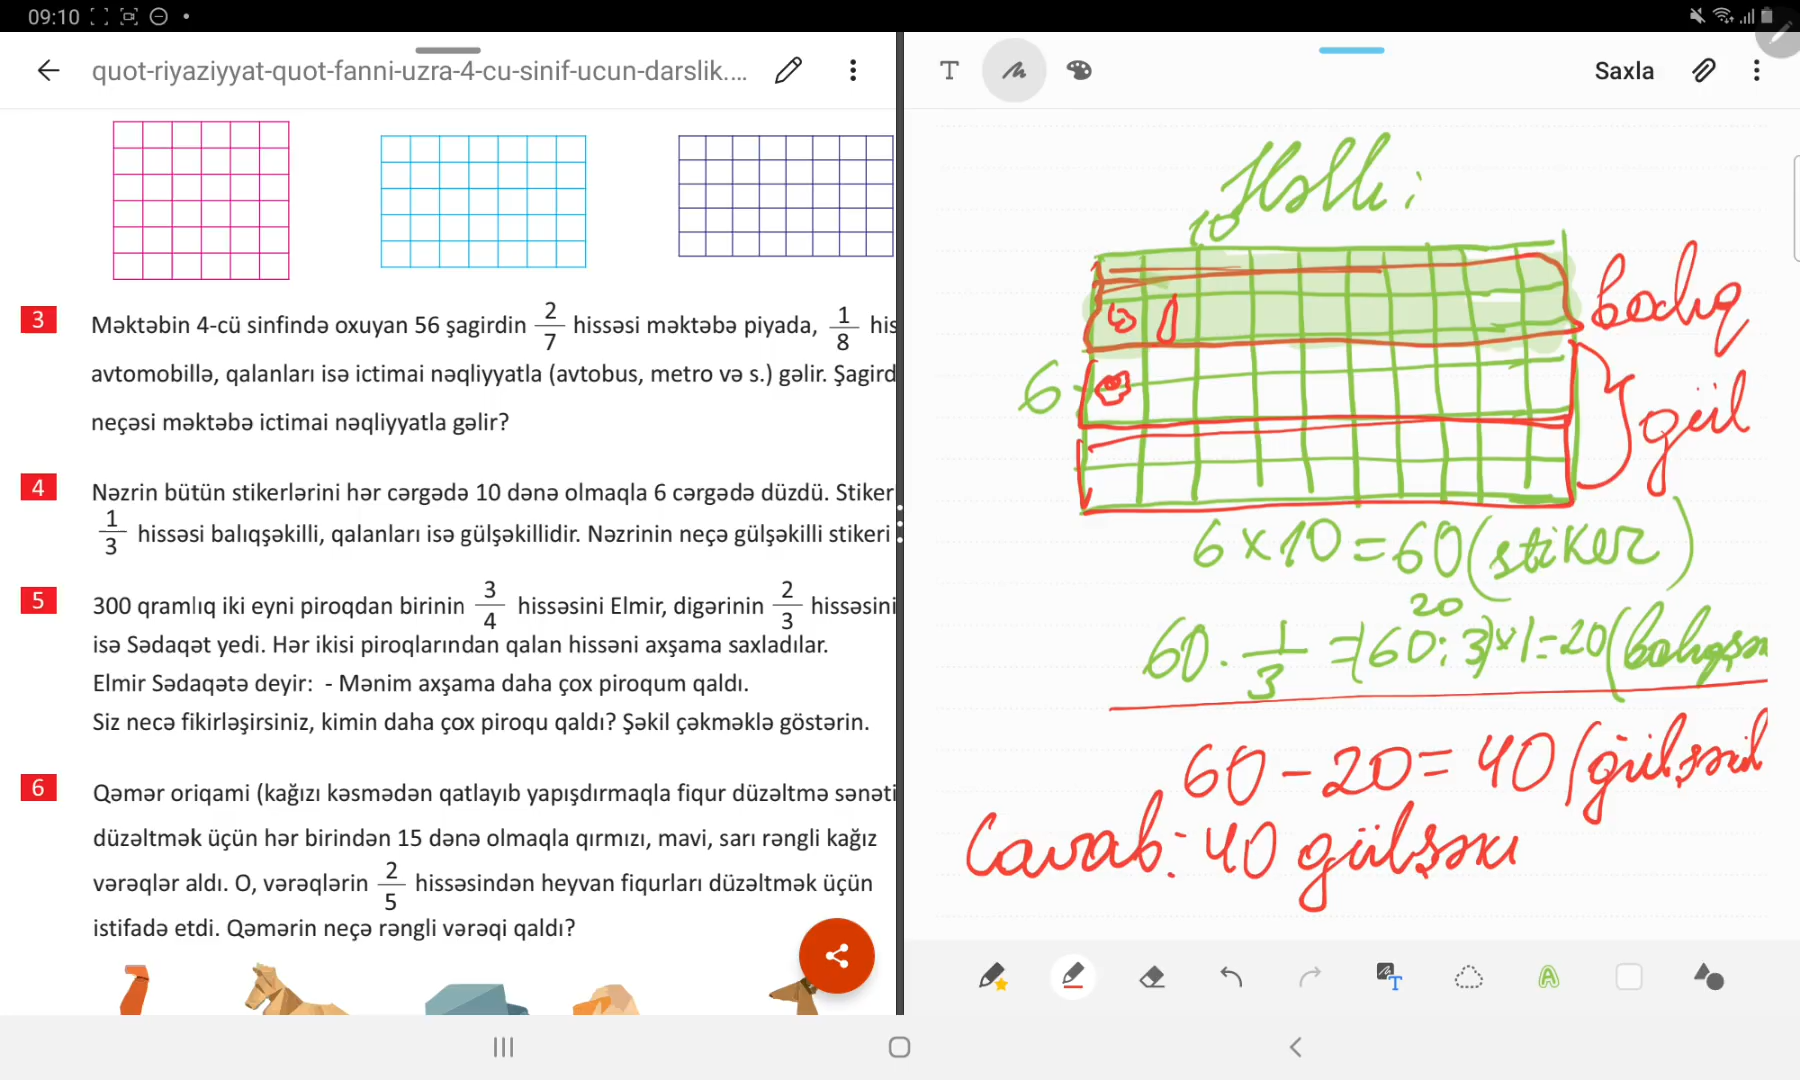 09:10
quot-riyaziyyat-quot-fanni-uzra-4-cu-sinif-ucun-darslik....
3 Məktəbin 4-cü sinfində oxuyan 56 şagirdin 2/7 hissəsi məktəbə piyada, 1/8 his
avtomobillə, qalanları isə ictimai nəqliyyatla (avtobus, metro və s.) gəlir. Şagird
neçəsi məktəbə ictimai nəqliyyatla gəlir?
4 Nəzrin bütün stikerlərini hər cərgədə 10 dənə olmaqla 6 cərgədə düzdü. Stiker
1/3 hissəsi balıqşəkilli, qalanları isə gülşəkillidir. Nəzrinin neçə gülşəkilli stikeri
5 300 qramlıq iki eyni piroqdan birinin 3/4 hissəsini Elmir, digərinin 2/3 hissəsini
isə Sədaqət yedi. Hər ikisi piroqlarından qalan hissəni axşama saxladılar.
Elmir Sədaqətə deyir: - Mənim axşama daha çox piroqum qaldı.
Siz necə fikirləşirsiniz, kimin daha çox piroqu qaldı? Şəkil çəkməklə göstərin.
6 Qəmər oriqami (kağızı kəsmədən qatlayıb yapışdırmaqla fiqur düzəltmə sənəti
düzəltmək üçün hər birindən 15 dənə olmaqla qırmızı, mavi, sarı rəngli kağız
vərəqlər aldı. O, vərəqlərin 2/5 hissəsindən heyvan fiqurları düzəltmək üçün
istifadə etdi. Qəmərin neçə rəngli vərəqi qaldı?
T Saxla
Həlli:
10
balıq
6
gül
6 x 10 = 60 (stiker)
20
60 · 1/3 = (60 : 3) x 1 = 20 (balıqşə
60 - 20 = 40 (gülşəkil
Cavab: 40 gülşəkı